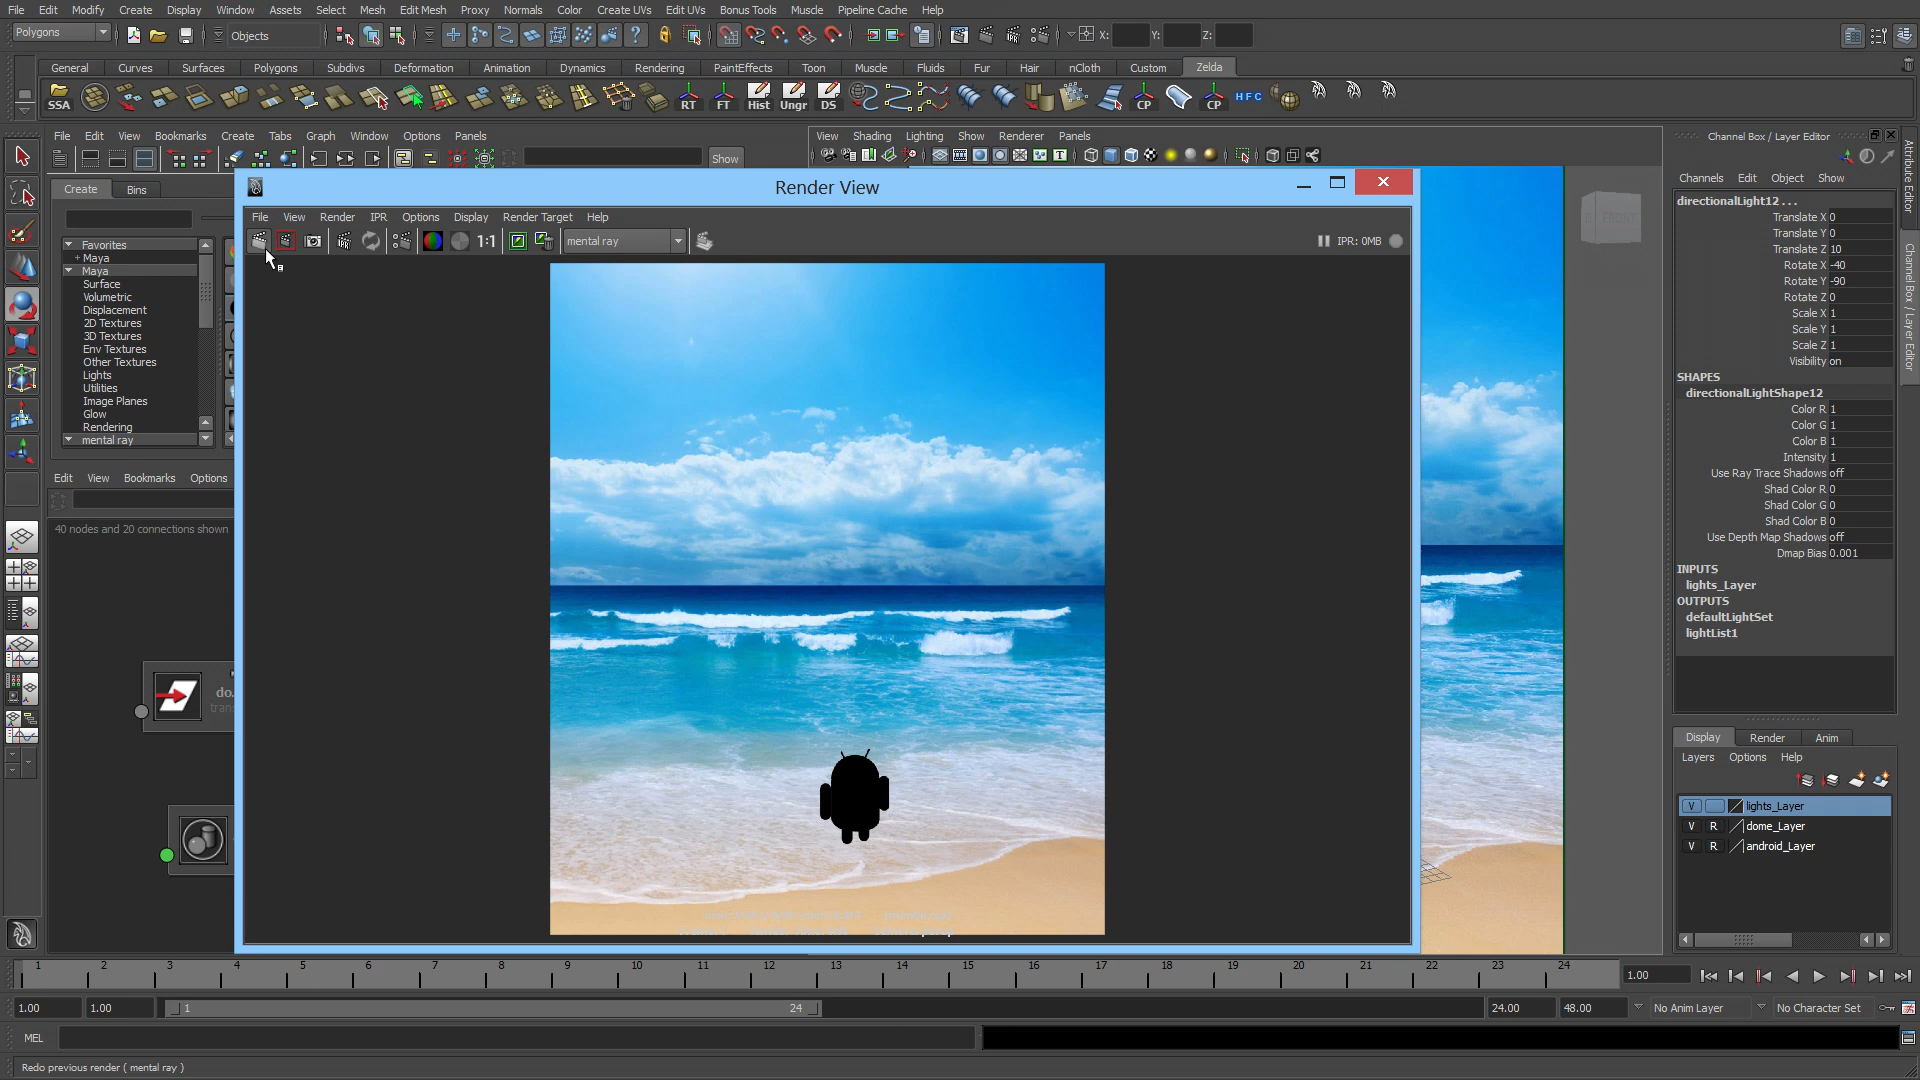 File Edit Modify Create Display Window Assets Select Mesh Edit Mesh Proxy Normals Color Create UVs Edit UVs Bonus Tools Muscle Pipeline Cache Help
Polygons Objects X: Y: Z:
General Curves Surfaces Polygons Subdivs Deformation Animation Dynamics Rendering PaintEffects Toon Muscle Fluids Fur Hair nCloth Custom Zelda
SSA RT FT Hist Ungr DS CP CP HFC
File Edit View Bookmarks Create Tabs Graph Window Options Panels
View Shading Lighting Show Renderer Panels
Channel Box / Layer Editor
Show
Create Bins
Favorites
+ Maya
Maya
Surface
Volumetric
Displacement
2D Textures
3D Textures
Env Textures
Other Textures
Lights
Utilities
Image Planes
Glow
Rendering
mental ray
Edit View Bookmarks Options
40 nodes and 20 connections shown
do.
trans
Render View
File View Render IPR Options Display Render Target Help
1:1 mental ray IPR: 0MB
FRONT
Channels Edit Object Show
directionalLight12 . . .
Translate X 0
Translate Y 0
Translate Z 10
Rotate X -40
Rotate Y -90
Rotate Z 0
Scale X 1
Scale Y 1
Scale Z 1
Visibility on
SHAPES
directionalLightShape12
Color R 1
Color G 1
Color B 1
Intensity 1
Use Ray Trace Shadows off
Shad Color R 0
Shad Color G 0
Shad Color B 0
Use Depth Map Shadows off
Dmap Bias 0.001
INPUTS
lights_Layer
OUTPUTS
defaultLightSet
lightList1
Attribute Editor
Channel Box / Layer Editor
Display Render Anim
Layers Options Help
V lights_Layer
V R dome_Layer
V R android_Layer
1 2 3 4 5 6 7 8 9 10 11 12 13 14 15 16 17 18 19 20 21 22 23 24 1.00
1.00 1.00 1 24 24.00 48.00 No Anim Layer No Character Set
MEL
Redo previous render ( mental ray )